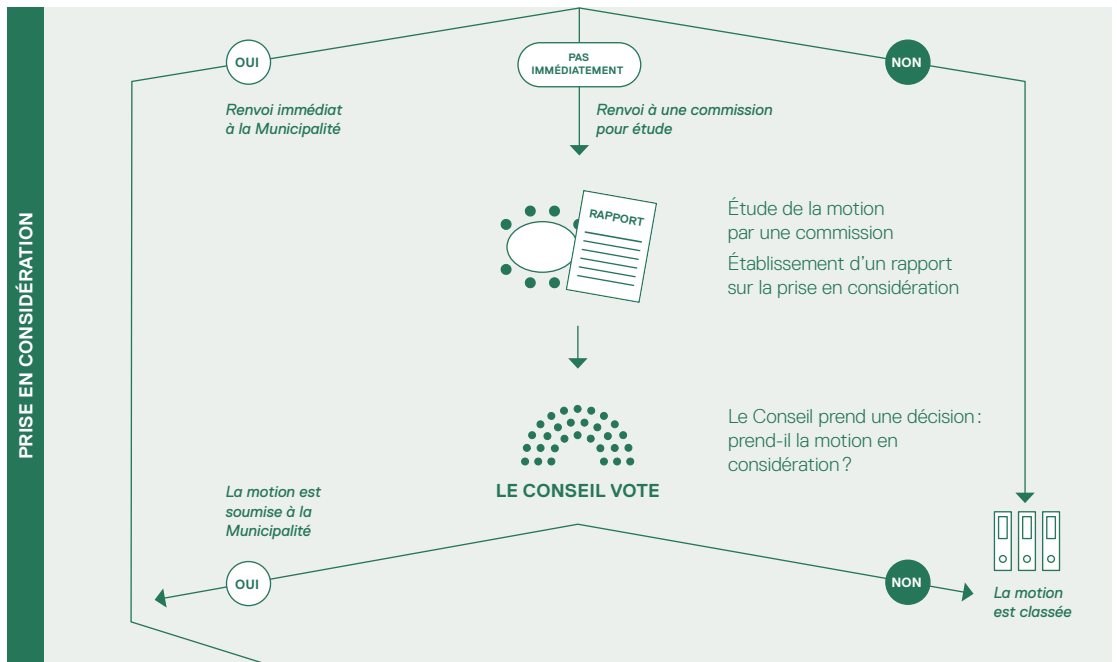 PRISE EN CONSIDÉRATION
OUI
PAS
IMMÉDIATEMENT
NON
Renvoi immédiat
à la Municipalité
Renvoi à une commission
pour étude
RAPPORT
Étude de la motion
par une commission
Établissement d’un rapport
sur la prise en considération
Le Conseil prend une décision :
prend-il la motion en
considération ?
LE CONSEIL VOTE
La motion est
soumise à la
Municipalité
OUI
NON
La motion
est classée